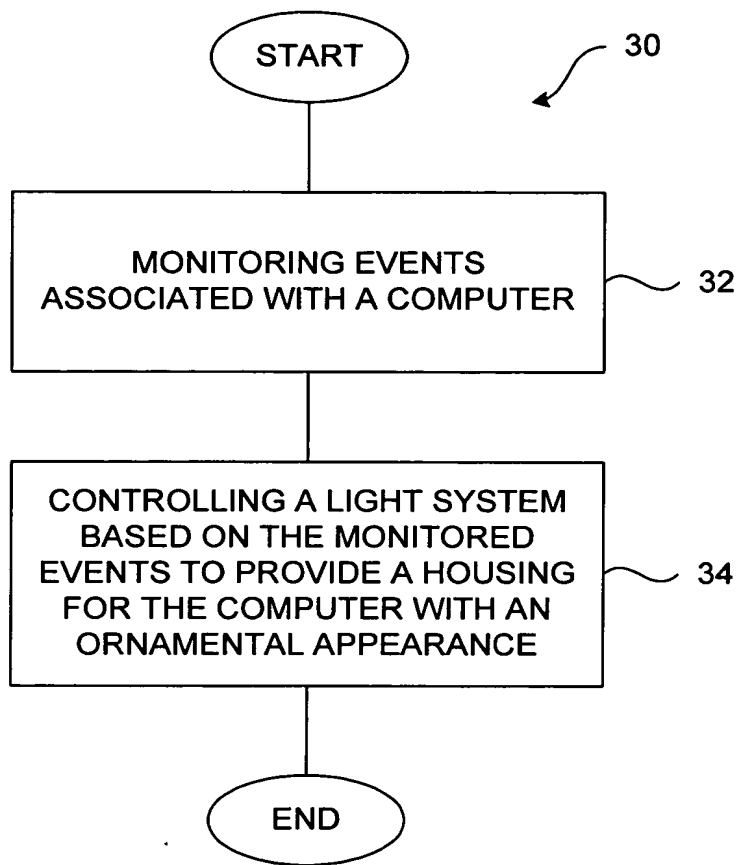 START
30
MONITORING EVENTS
ASSOCIATED WITH A COMPUTER
32
CONTROLLING A LIGHT SYSTEM
BASED ON THE MONITORED
EVENTS TO PROVIDE A HOUSING
FOR THE COMPUTER WITH AN
ORNAMENTAL APPEARANCE
34
END